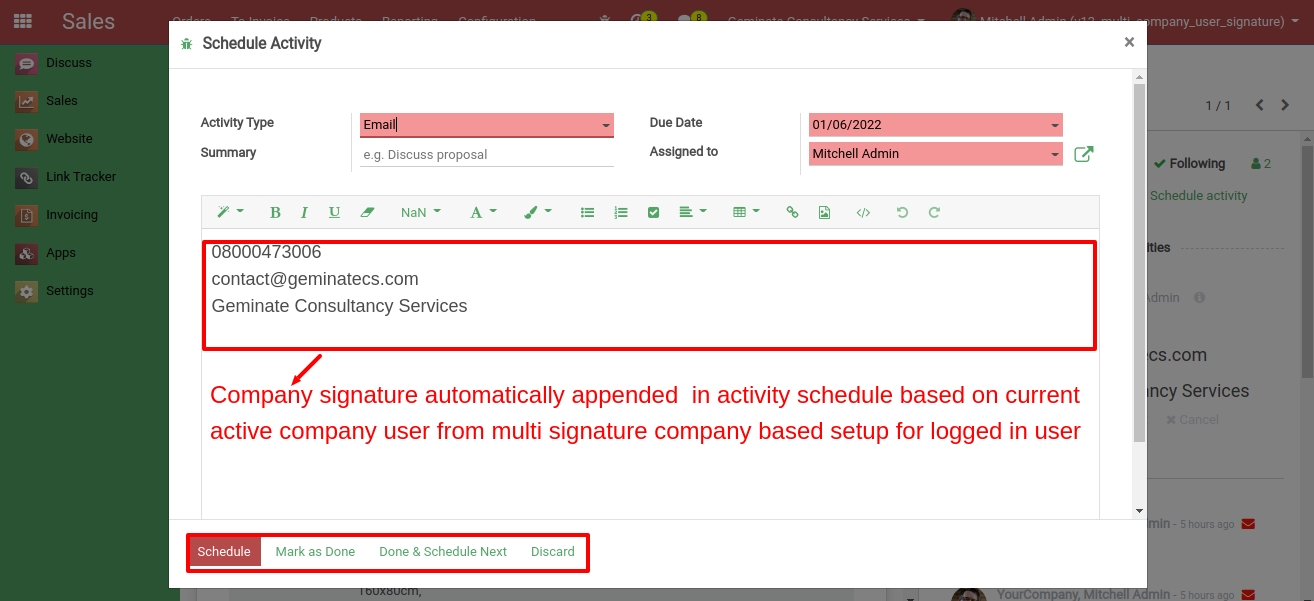 Sales
Orders To Invoice Products Reporting Configuration 3 8 Geminate Consultancy Services Mitchell Admin (v13_multi_company_user_signature)
Schedule Activity
×
Discuss
Sales
Website
Link Tracker
Invoicing
Apps
Settings
1 / 1
Activity Type Email
Due Date 01/06/2022
Summary e.g. Discuss proposal
Assigned to Mitchell Admin
Following 2
Schedule activity
B I U NaN A
08000473006
contact@geminatecs.com
Geminate Consultancy Services
ities
Admin
ecs.com
ncy Services
Cancel
Company signature automatically appended in activity schedule based on current
active company user from multi signature company based setup for logged in user
min - 5 hours ago
Schedule Mark as Done Done & Schedule Next Discard
160x80cm,
YourCompany, Mitchell Admin - 5 hours ago